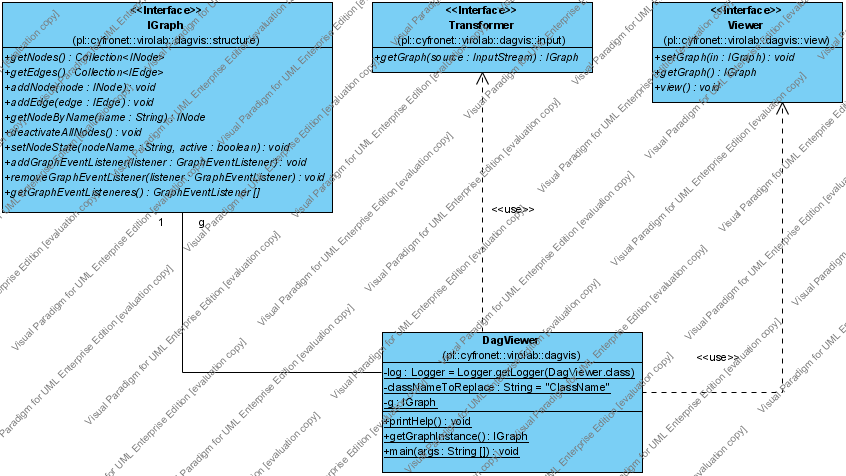 <<Interface>>
IGraph
(pl::cyfronet::virolab::dagvis::structure)
+getNodes() : Collection<INode>
+getEdges() : Collection<IEdge>
+addNode(node : INode) : void
+addEdge(edge : IEdge) : void
+getNodeByName(name : String) : INode
+deactivateAllNodes() : void
+setNodeState(nodeName : String, active : boolean) : void
+addGraphEventListener(listener : GraphEventListener) : void
+removeGraphEventListener(listener : GraphEventListener) : void
+getGraphEventListeneres() : GraphEventListener []
<<Interface>>
Transformer
(pl::cyfronet::virolab::dagvis::input)
+getGraph(source : InputStream) : IGraph
<<Interface>>
Viewer
(pl::cyfronet::virolab::dagvis::view)
+setGraph(in : IGraph) : void
+getGraph() : IGraph
+view() : void
1
g
<<use>>
<<use>>
DagViewer
(pl::cyfronet::virolab::dagvis)
-log : Logger = Logger.getLogger(DagViewer.class)
-classNameToReplace : String = "ClassName"
-g : IGraph
+printHelp() : void
+getGraphInstance() : IGraph
+main(args : String []) : void
Visual Paradigm for UML Enterprise Edition [evaluation copy]